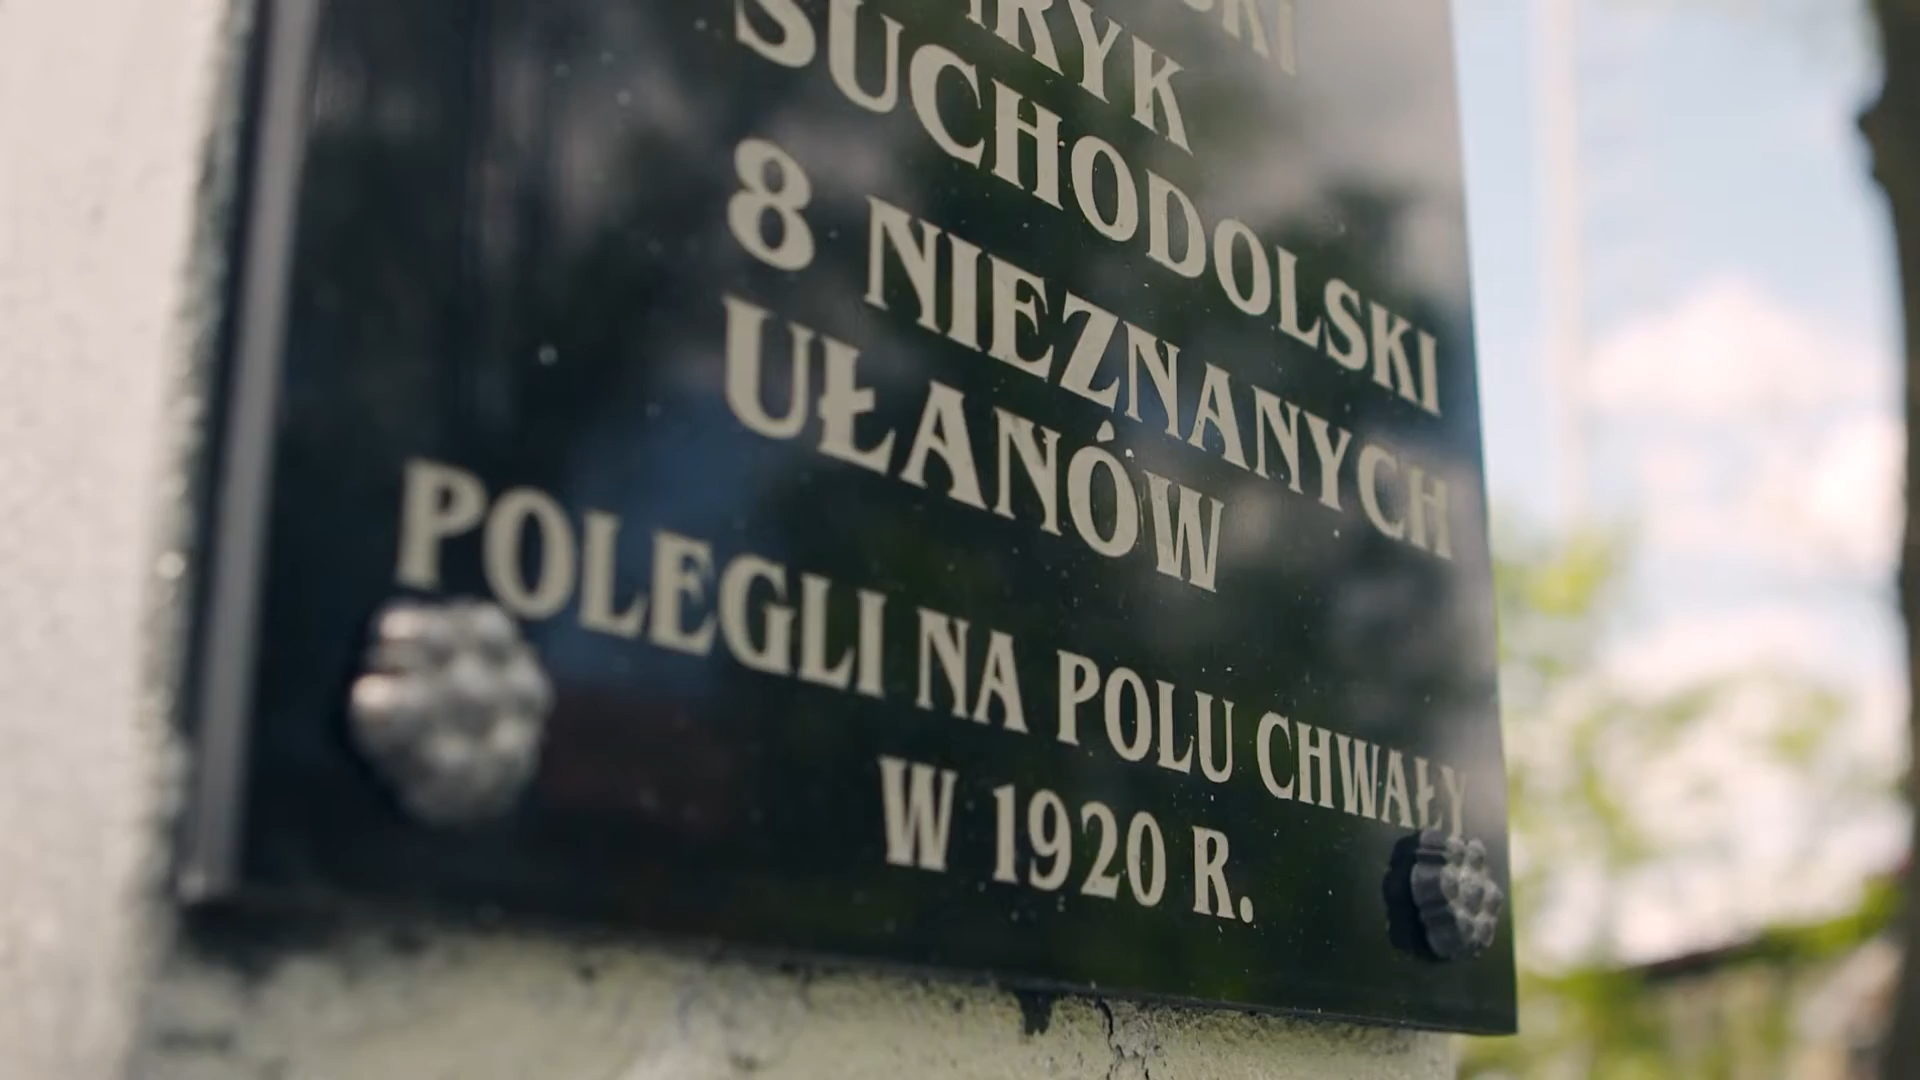 SUCHODOLSKI
8 NIEZNANYCH
UŁANÓW
POLEGLI NA POLU CHWAŁY
W 1920 R.